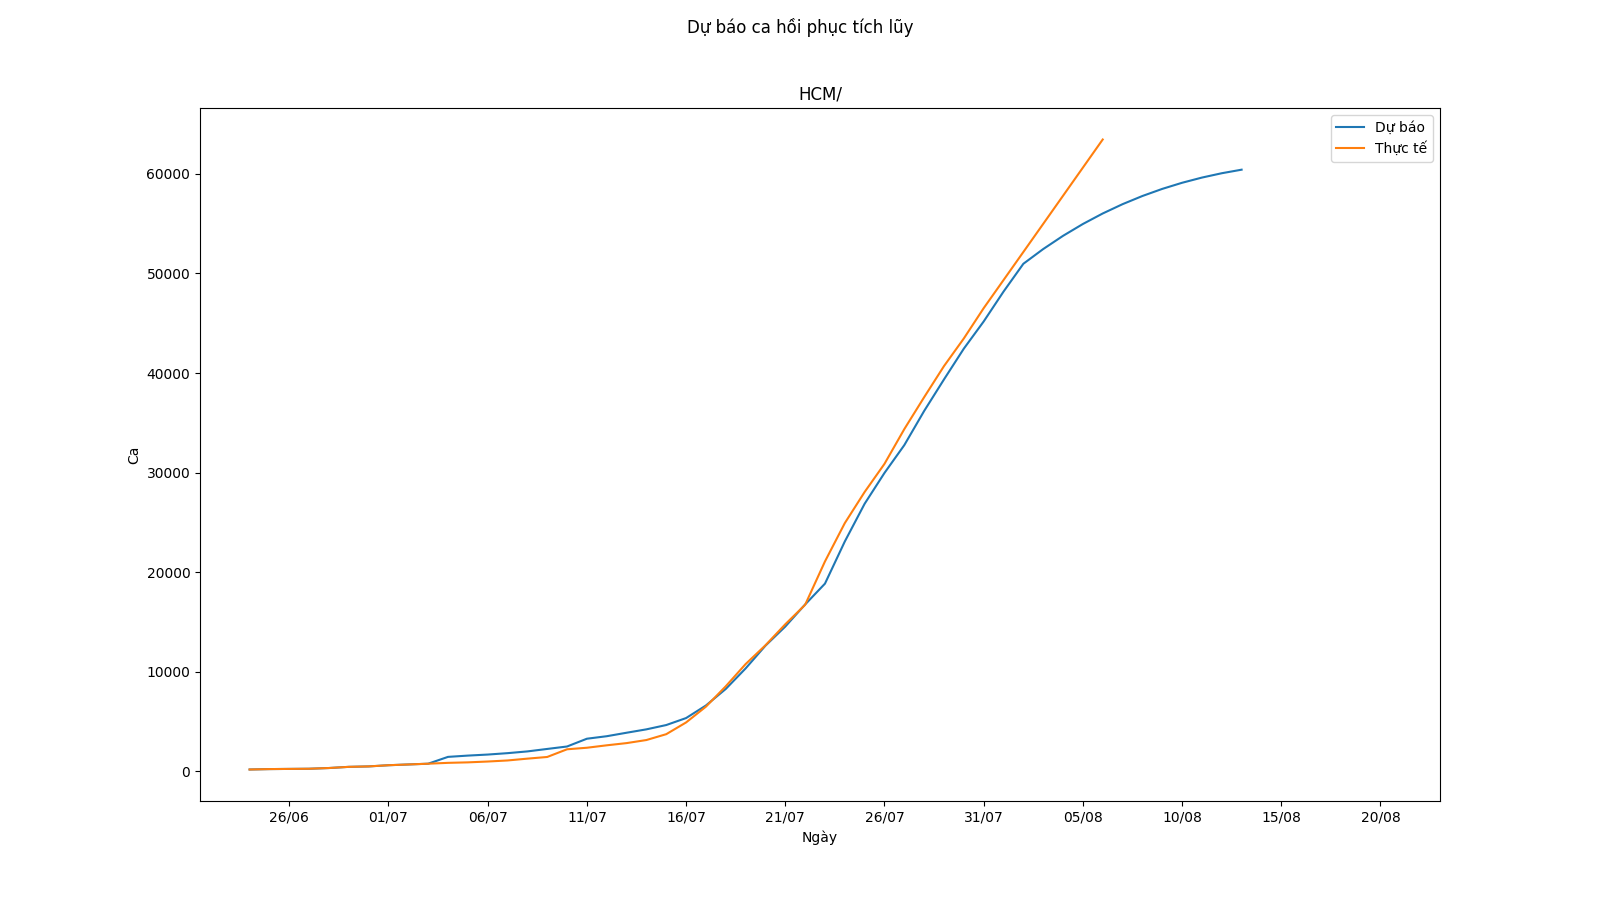 Dự báo ca hồi phục tích lũy
HCM/
Dự báo
Thực tế
60000
50000
40000
30000
20000
10000
0
Ca
26/06 01/07 06/07 11/07 16/07 21/07 26/07 31/07 05/08 10/08 15/08 20/08
Ngày